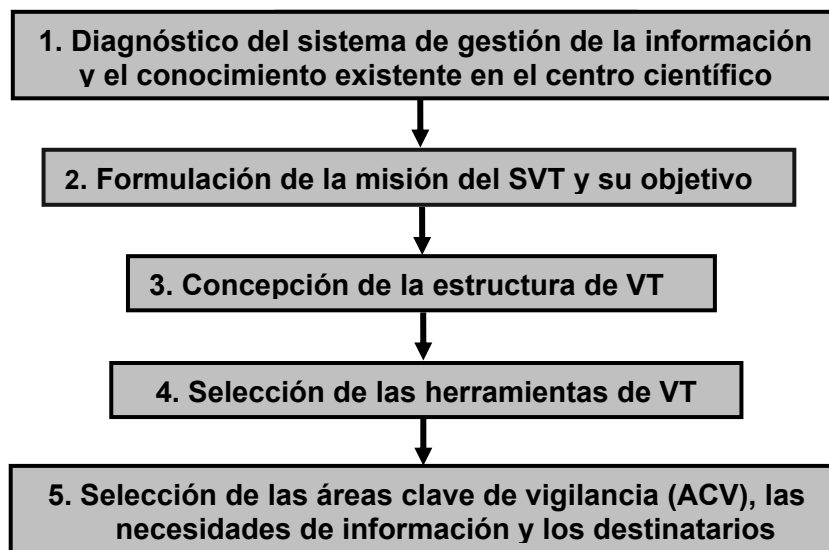 1. Diagnóstico del sistema de gestión de la información
y el conocimiento existente en el centro científico
2. Formulación de la misión del SVT y su objetivo
3. Concepción de la estructura de VT
4. Selección de las herramientas de VT
5. Selección de las áreas clave de vigilancia (ACV), las
necesidades de información y los destinatarios